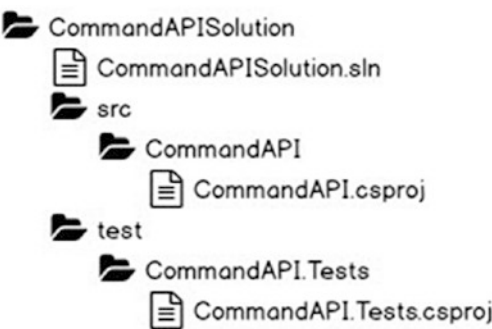 CommandAPISolution
CommandAPISolution.sln
src
CommandAPI
CommandAPI.csproj
test
CommandAPI.Tests
CommandAPI.Tests.csproj